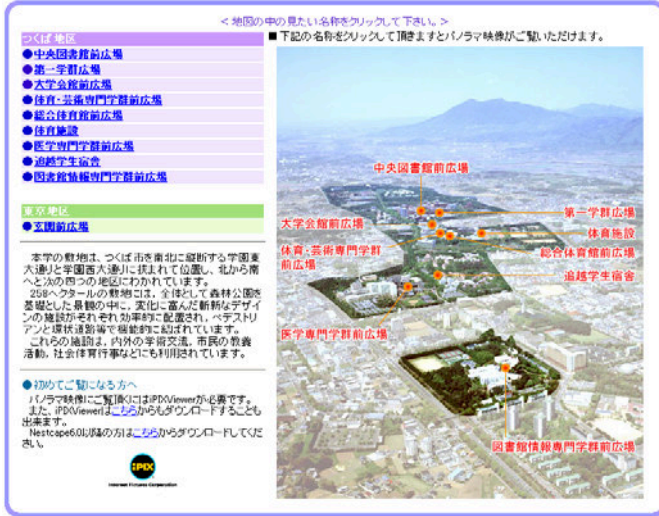 ＜地図の中の見たい名称をクリックして下さい。＞
つくば地区
●中央図書館前広場
●第一学群広場
●大学会館前広場
●体育・芸術専門学群前広場
●総合体育館前広場
●体育施設
●医学専門学群前広場
●追越学生宿舎
●図書館情報専門学群前広場
東京地区
●玄関前広場
本学の敷地は、つくば市を南北に縦断する学園東
大通りと学園西大通りに挟まれて位置し、北から南
へと次の四つの地区にわかれています。
258ヘクタールの敷地には、全体として森林公園を
基礎とした景観の中に、変化に富んだ斬新なデザイ
ンの施設がそれぞれ効率的に配置され、ペデストリ
アンと環状道路等で機能的に結ばれています。
これらの施設は、内外の学術交流、市民の教養
活動、社会体育行事などにも利用されています。
●初めてご覧になる方へ
パノラマ映像にご覧頂くにはiPIXViewerが必要です。
また、iPIXViewerはこちらからもダウンロードすることも
出来ます。
Nestcape6.0以降の方はこちらからダウンロードしてくだ
さい。
iPIX
Internet Pictures Corporation
■下記の名称をクリックして頂きますとパノラマ映像がご覧いただけます。
中央図書館前広場
第一学群広場
大学会館前広場
体育施設
体育・芸術専門学群
前広場
総合体育館前広場
追越学生宿舎
医学専門学群前広場
図書館情報専門学群前広場